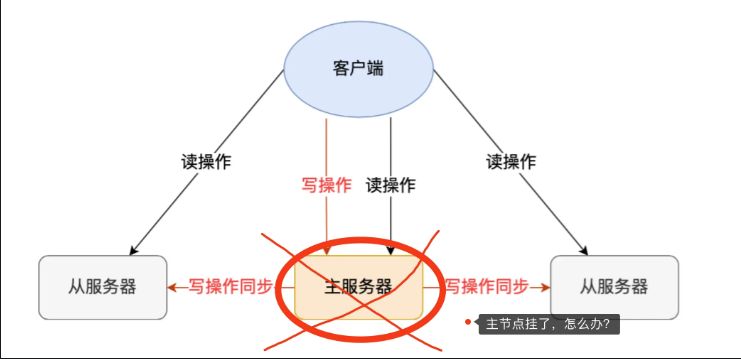 客户端
读操作
写操作
读操作
读操作
从服务器
写操作同步
主服务器
写操作同步
从服务器
主节点挂了，怎么办？